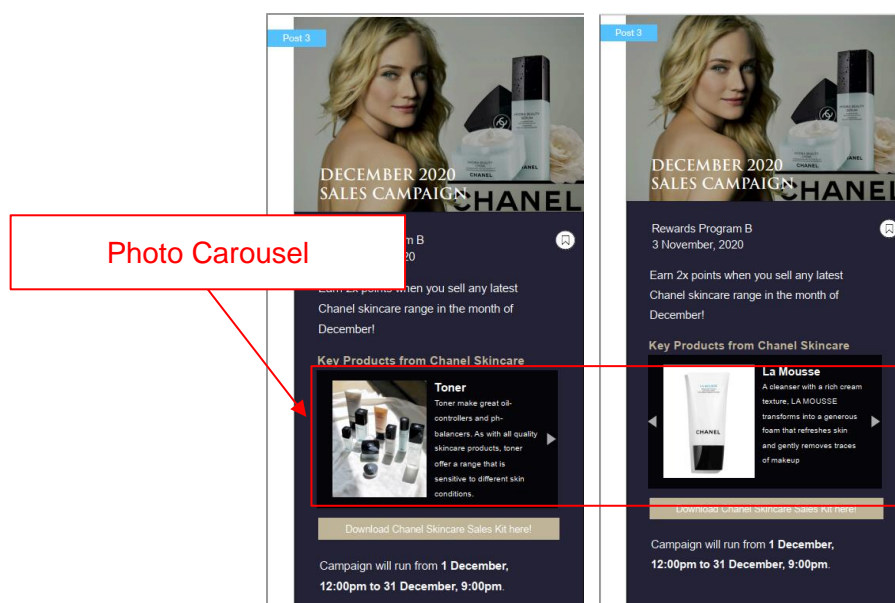 Post 3
DECEMBER 2020
SALES CAMPAIGN
CHANEL
CHANEL
Photo Carousel
m B
20
Earn 2x points when you sell any latest
Chanel skincare range in the month of
December!
Key Products from Chanel Skincare
Toner
Toner make great oil-
controllers and ph-
balancers. As with all quality
skincare products, toner
offer a range that is
sensitive to different skin
conditions.
Download Chanel Skincare Sales Kit here!
Campaign will run from 1 December,
12:00pm to 31 December, 9:00pm.
Post 3
DECEMBER 2020
SALES CAMPAIGN
CHANEL
CHANEL
Rewards Program B
3 November, 2020
Earn 2x points when you sell any latest
Chanel skincare range in the month of
December!
Key Products from Chanel Skincare
La Mousse
A cleanser with a rich cream
texture, LA MOUSSE
transforms into a generous
foam that refreshes skin
and gently removes traces
of makeup
CHANEL
Download Chanel Skincare Sales Kit here!
Campaign will run from 1 December,
12:00pm to 31 December, 9:00pm.